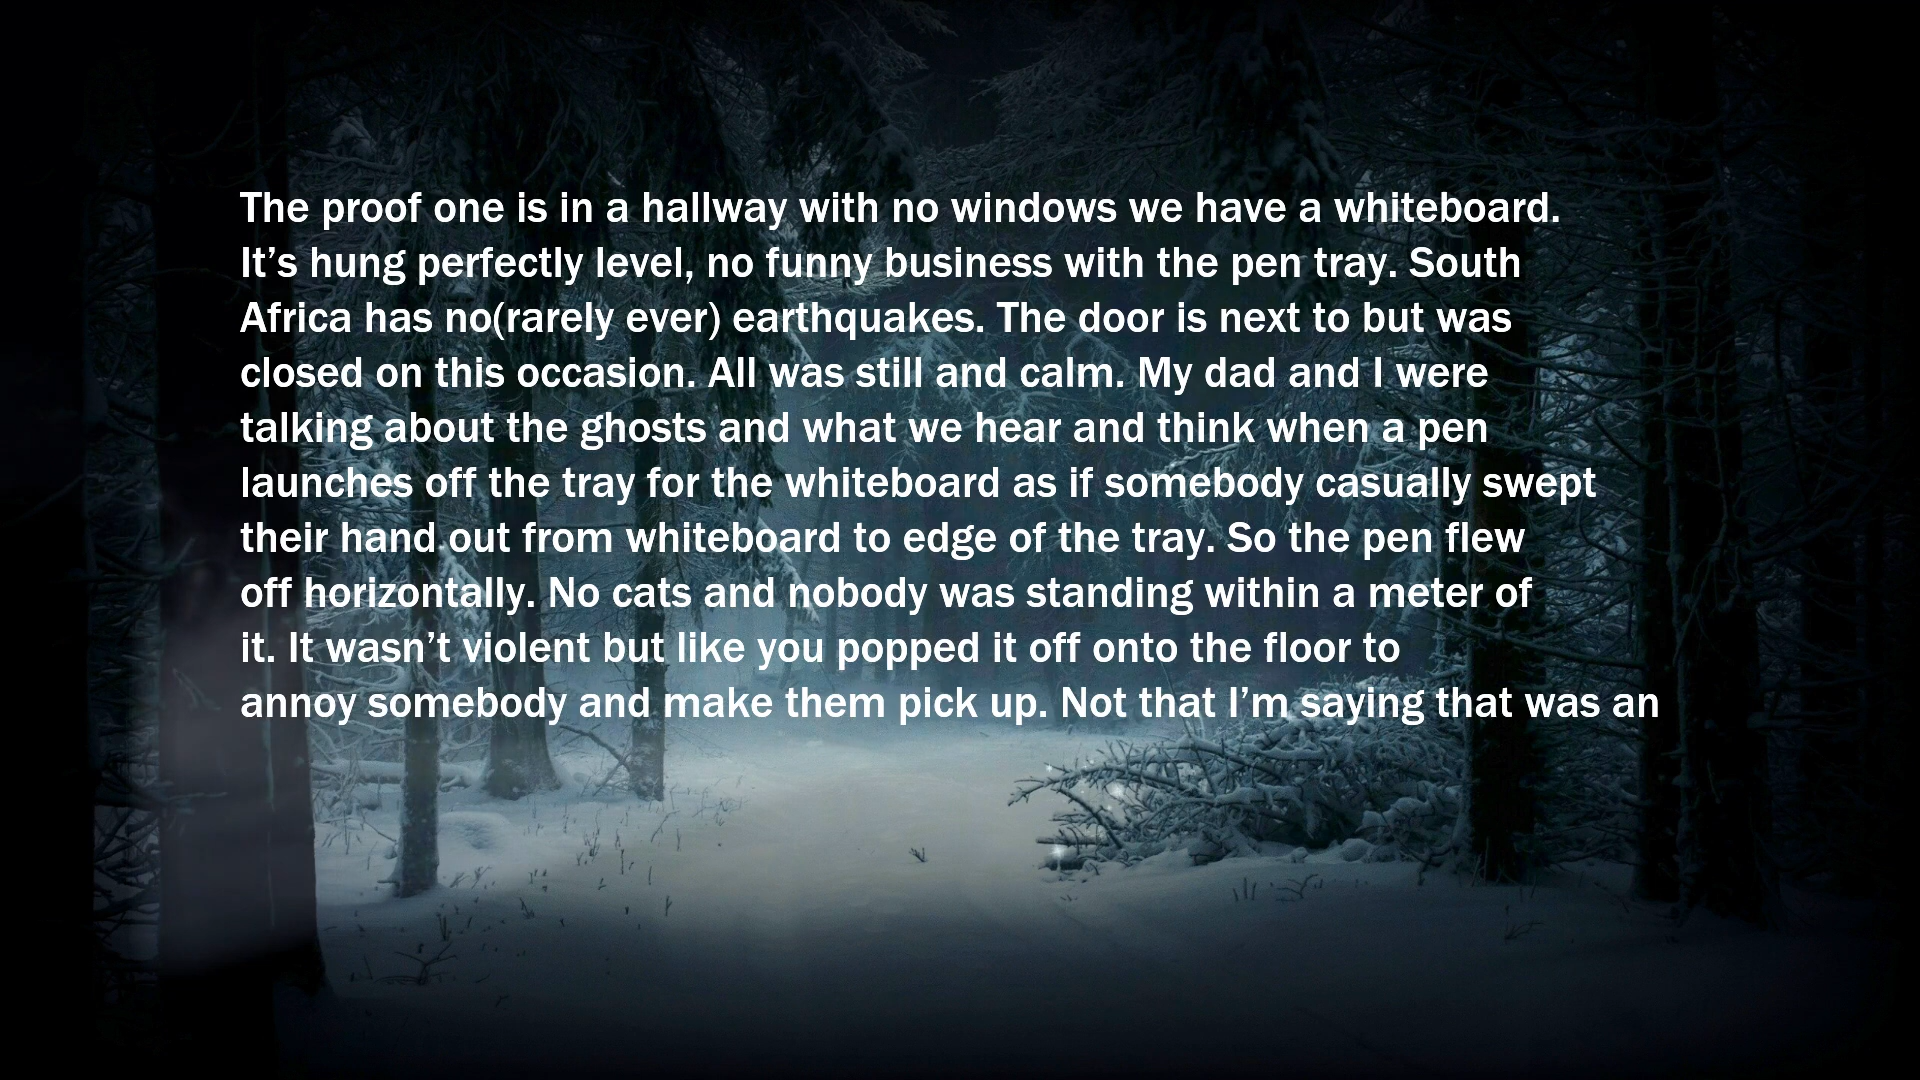 The proof one is in a hallway with no windows we have a whiteboard.
It’s hung perfectly level, no funny business with the pen tray. South
Africa has no(rarely ever) earthquakes. The door is next to but was
closed on this occasion. All was still and calm. My dad and I were
talking about the ghosts and what we hear and think when a pen
launches off the tray for the whiteboard as if somebody casually swept
their hand out from whiteboard to edge of the tray. So the pen flew
off horizontally. No cats and nobody was standing within a meter of
it. It wasn’t violent but like you popped it off onto the floor to
annoy somebody and make them pick up. Not that I’m saying that was an